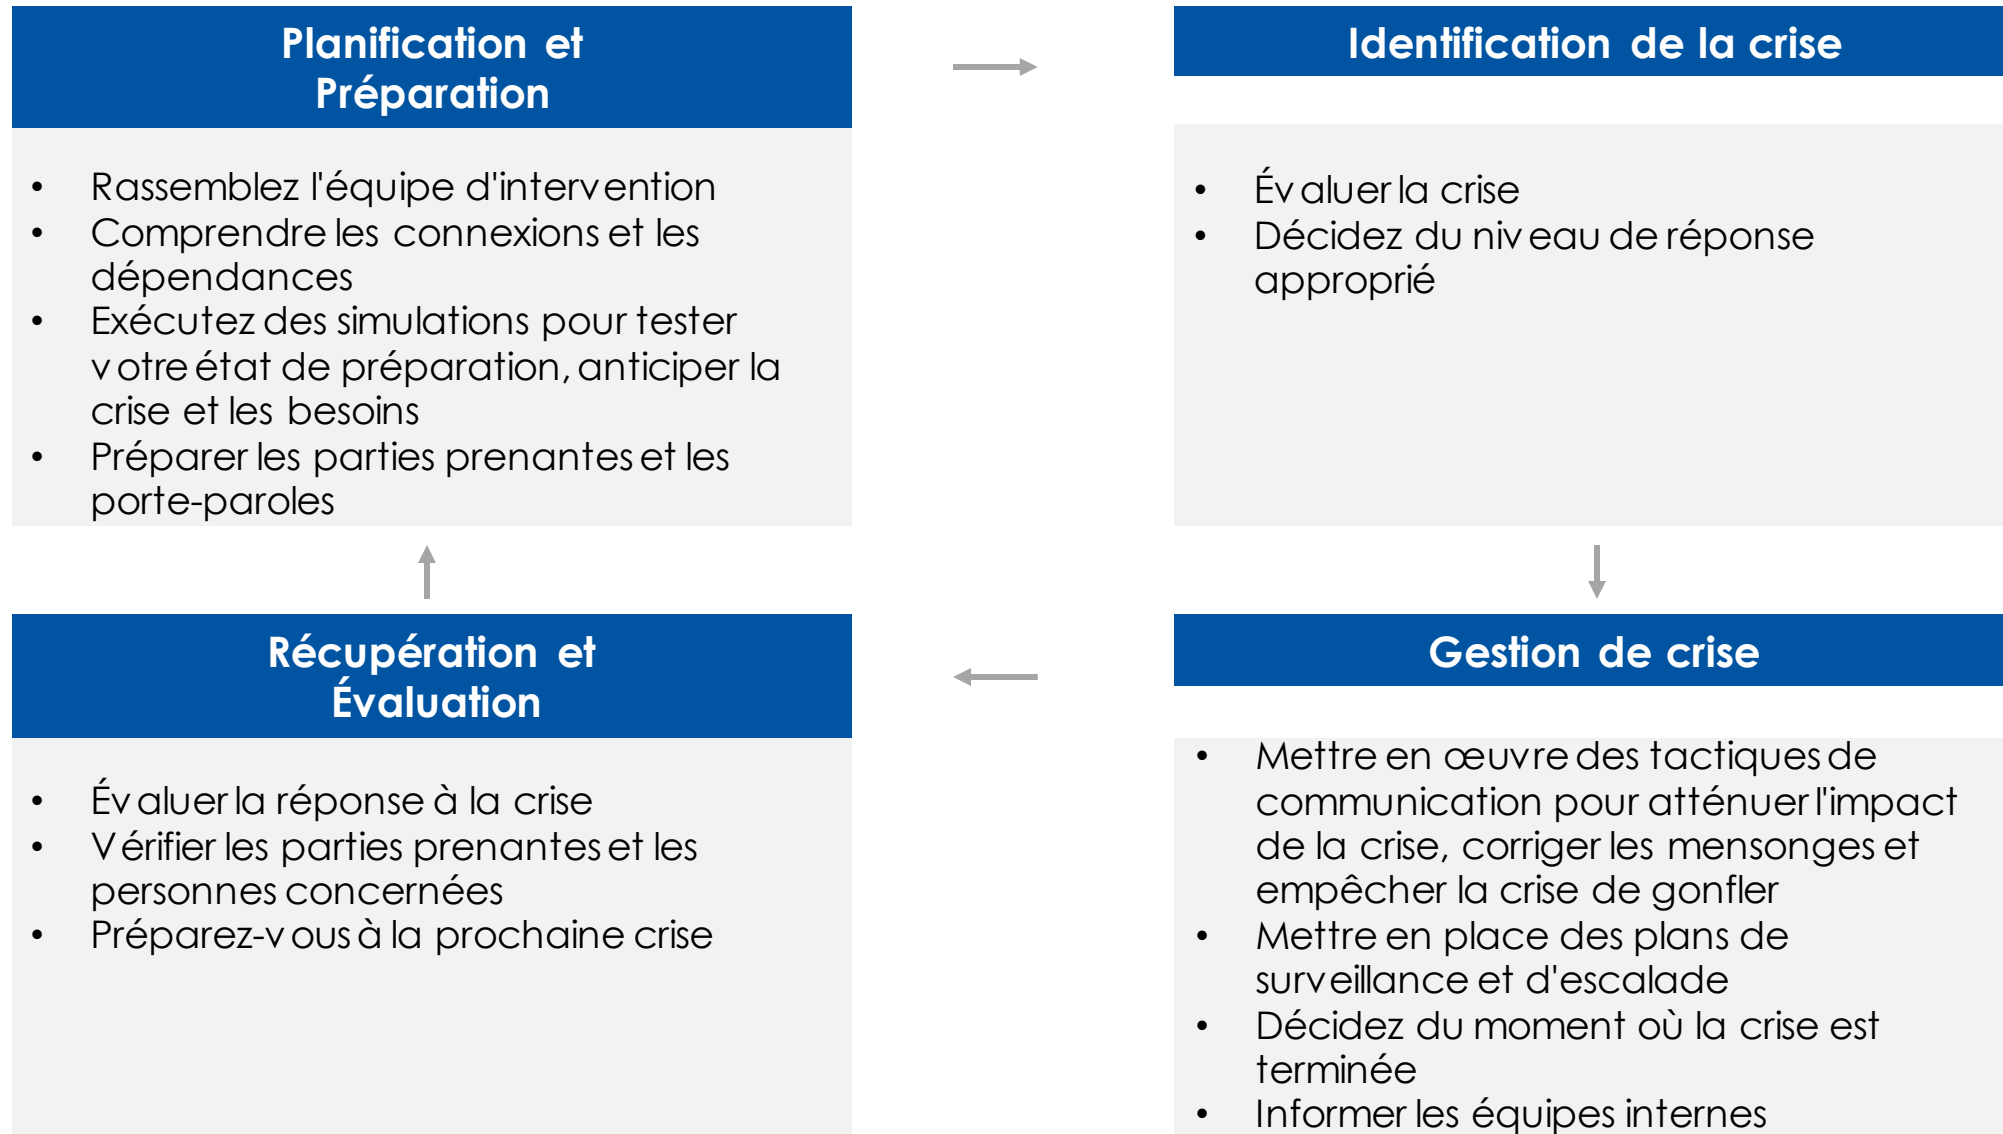 Planification et
Préparation
• Rassemblez l'équipe d'intervention
• Comprendre les connexions et les
dépendances
• Exécutez des simulations pour tester
votre état de préparation, anticiper la
crise et les besoins
• Préparer les parties prenantes et les
porte-paroles
Identification de la crise
• Évaluer la crise
• Décidez du niveau de réponse
approprié
Récupération et
Évaluation
• Évaluer la réponse à la crise
• Vérifier les parties prenantes et les
personnes concernées
• Préparez-vous à la prochaine crise
Gestion de crise
• Mettre en œuvre des tactiques de
communication pour atténuer l'impact
de la crise, corriger les mensonges et
empêcher la crise de gonfler
• Mettre en place des plans de
surveillance et d'escalade
• Décidez du moment où la crise est
terminée
• Informer les équipes internes